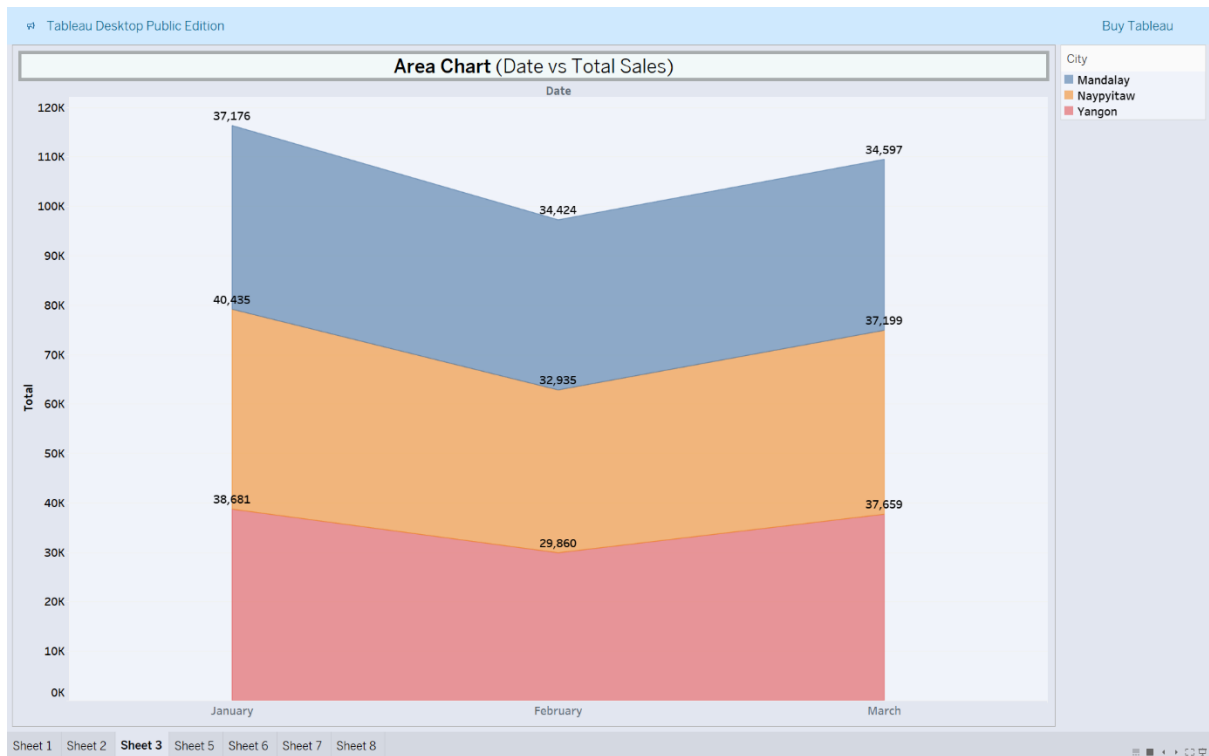 Tableau Desktop Public Edition
Buy Tableau
Area Chart (Date vs Total Sales)
City
Mandalay
Naypyitaw
Yangon
Date
120K
110K
100K
90K
80K
70K
60K
50K
40K
30K
20K
10K
0K
Total
37,176
34,424
34,597
40,435
32,935
37,199
38,681
29,860
37,659
January
February
March
Sheet 1 Sheet 2 Sheet 3 Sheet 5 Sheet 6 Sheet 7 Sheet 8